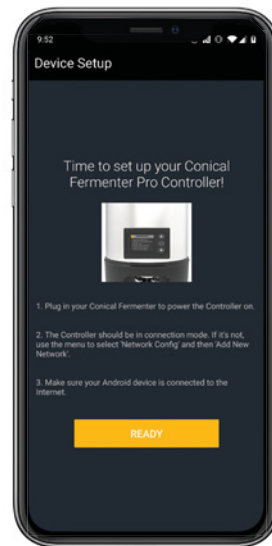 9:52
Device Setup
Time to set up your Conical
Fermenter Pro Controller!
1. Plug in your Conical Fermenter to power the Controller on.
2. The Controller should be in connection mode. If it's not,
use the menu to select 'Network Config' and then 'Add New
Network'.
3. Make sure your Android device is connected to the
Internet.
READY